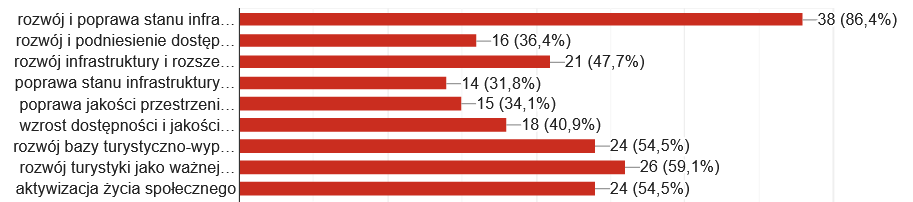 rozwój i poprawa stanu infra… 38 (86,4%)
rozwój i podniesienie dostęp… 16 (36,4%)
rozwój infrastruktury i rozsze… 21 (47,7%)
poprawa stanu infrastruktury… 14 (31,8%)
poprawa jakości przestrzeni… 15 (34,1%)
wzrost dostępności i jakości… 18 (40,9%)
rozwój bazy turystyczno-wyp… 24 (54,5%)
rozwój turystyki jako ważnej… 26 (59,1%)
aktywizacja życia społecznego 24 (54,5%)